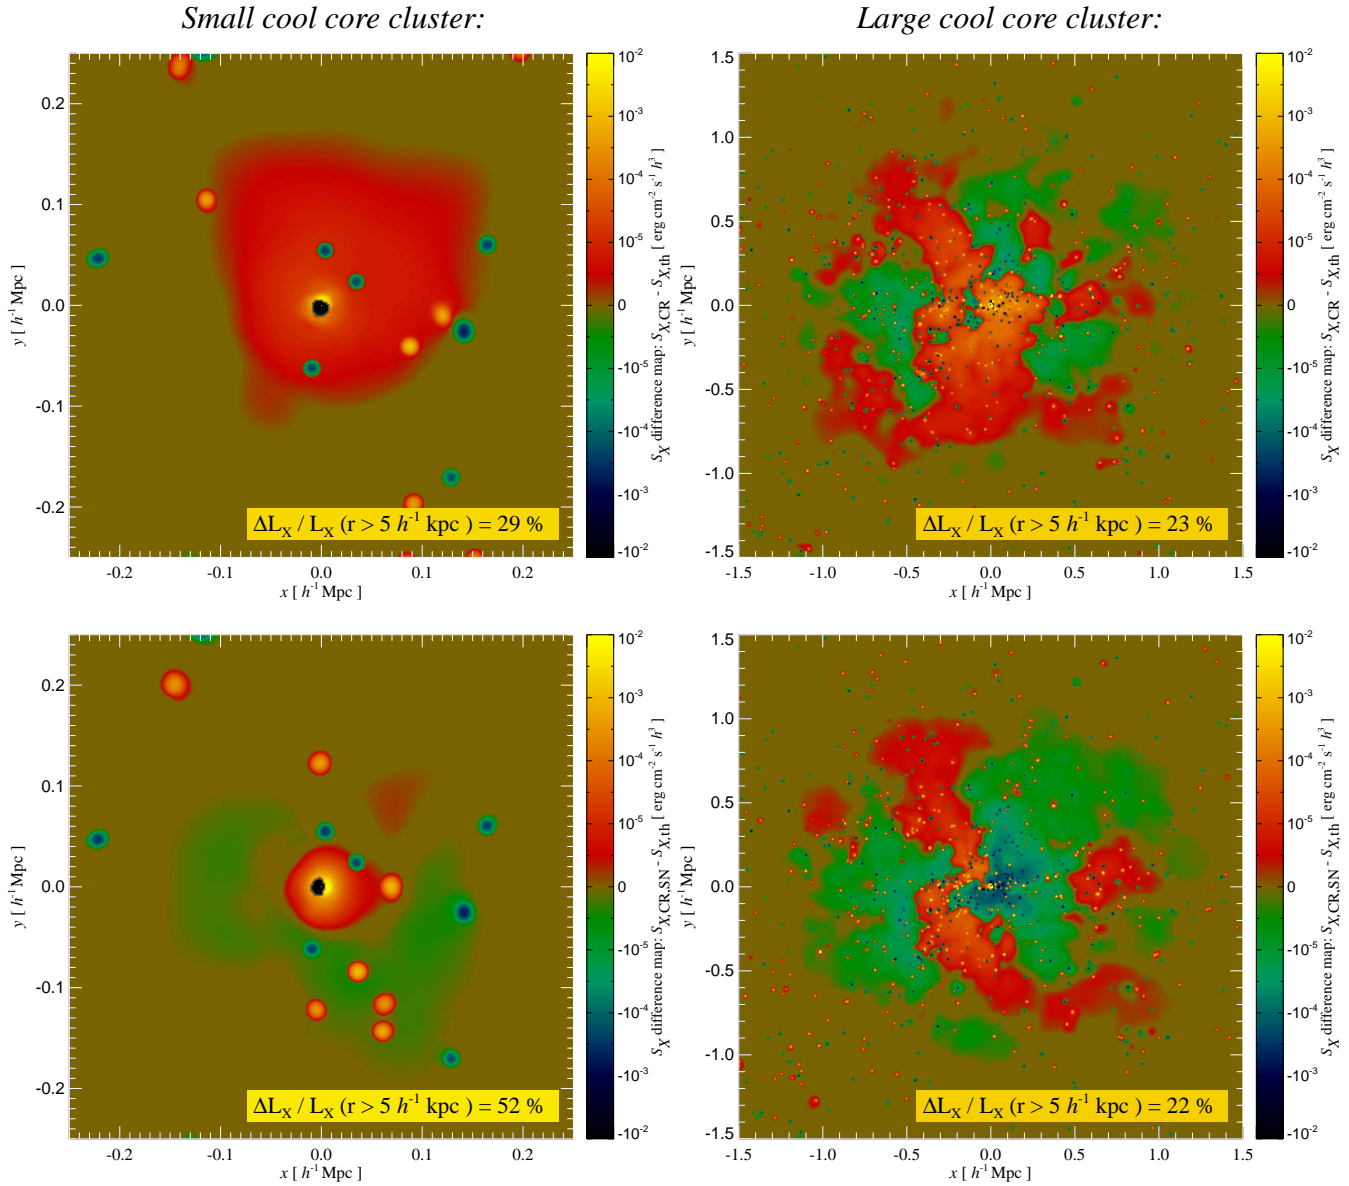 Small cool core cluster:
Large cool core cluster:
0.2
0.1
0.0
-0.1
-0.2
y [ h⁻¹ Mpc ]
-0.2 -0.1 0.0 0.1 0.2
x [ h⁻¹ Mpc ]
ΔL_X / L_X (r > 5 h⁻¹ kpc ) = 29 %
10⁻²
10⁻³
10⁻⁴
10⁻⁵
0
-10⁻⁵
-10⁻⁴
-10⁻³
-10⁻²
S_X difference map: S_X,CR - S_X,th [ erg cm⁻² s⁻¹ h³ ]
1.5
1.0
0.5
0.0
-0.5
-1.0
-1.5
y [ h⁻¹ Mpc ]
-1.5 -1.0 -0.5 0.0 0.5 1.0 1.5
x [ h⁻¹ Mpc ]
ΔL_X / L_X (r > 5 h⁻¹ kpc ) = 23 %
10⁻²
10⁻³
10⁻⁴
10⁻⁵
0
-10⁻⁵
-10⁻⁴
-10⁻³
-10⁻²
S_X difference map: S_X,CR - S_X,th [ erg cm⁻² s⁻¹ h³ ]
0.2
0.1
0.0
-0.1
-0.2
y [ h⁻¹ Mpc ]
-0.2 -0.1 0.0 0.1 0.2
x [ h⁻¹ Mpc ]
ΔL_X / L_X (r > 5 h⁻¹ kpc ) = 52 %
10⁻²
10⁻³
10⁻⁴
10⁻⁵
0
-10⁻⁵
-10⁻⁴
-10⁻³
-10⁻²
S_X difference map: S_X,CR,SN - S_X,th [ erg cm⁻² s⁻¹ h³ ]
1.5
1.0
0.5
0.0
-0.5
-1.0
-1.5
y [ h⁻¹ Mpc ]
-1.5 -1.0 -0.5 0.0 0.5 1.0 1.5
x [ h⁻¹ Mpc ]
ΔL_X / L_X (r > 5 h⁻¹ kpc ) = 22 %
10⁻²
10⁻³
10⁻⁴
10⁻⁵
0
-10⁻⁵
-10⁻⁴
-10⁻³
-10⁻²
S_X difference map: S_X,CR,SN - S_X,th [ erg cm⁻² s⁻¹ h³ ]